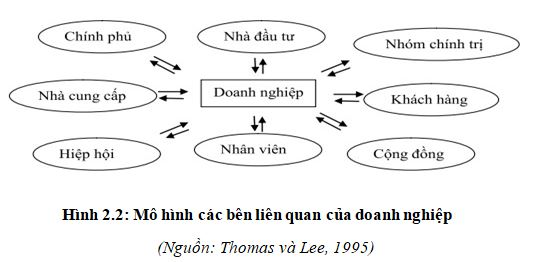 Chính phủ
Nhà đầu tư
Nhóm chính trị
Nhà cung cấp
Doanh nghiệp
Khách hàng
Hiệp hội
Nhân viên
Cộng đồng
Hình 2.2: Mô hình các bên liên quan của doanh nghiệp
(Nguồn: Thomas và Lee, 1995)